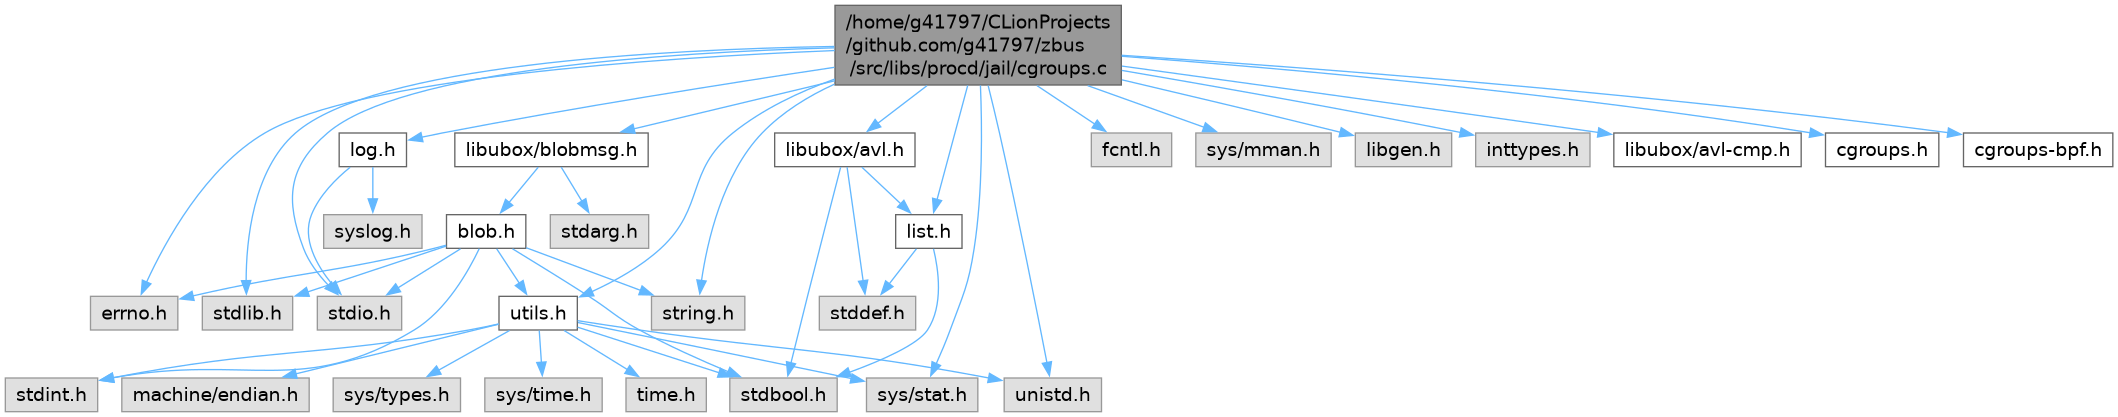 /home/g41797/CLionProjects
/github.com/g41797/zbus
/src/libs/procd/jail/cgroups.c
log.h
libubox/blobmsg.h
libubox/avl.h
fcntl.h
sys/mman.h
libgen.h
inttypes.h
libubox/avl-cmp.h
cgroups.h
cgroups-bpf.h
syslog.h
blob.h
stdarg.h
list.h
errno.h
stdlib.h
stdio.h
utils.h
string.h
stddef.h
stdint.h
machine/endian.h
sys/types.h
sys/time.h
time.h
stdbool.h
sys/stat.h
unistd.h